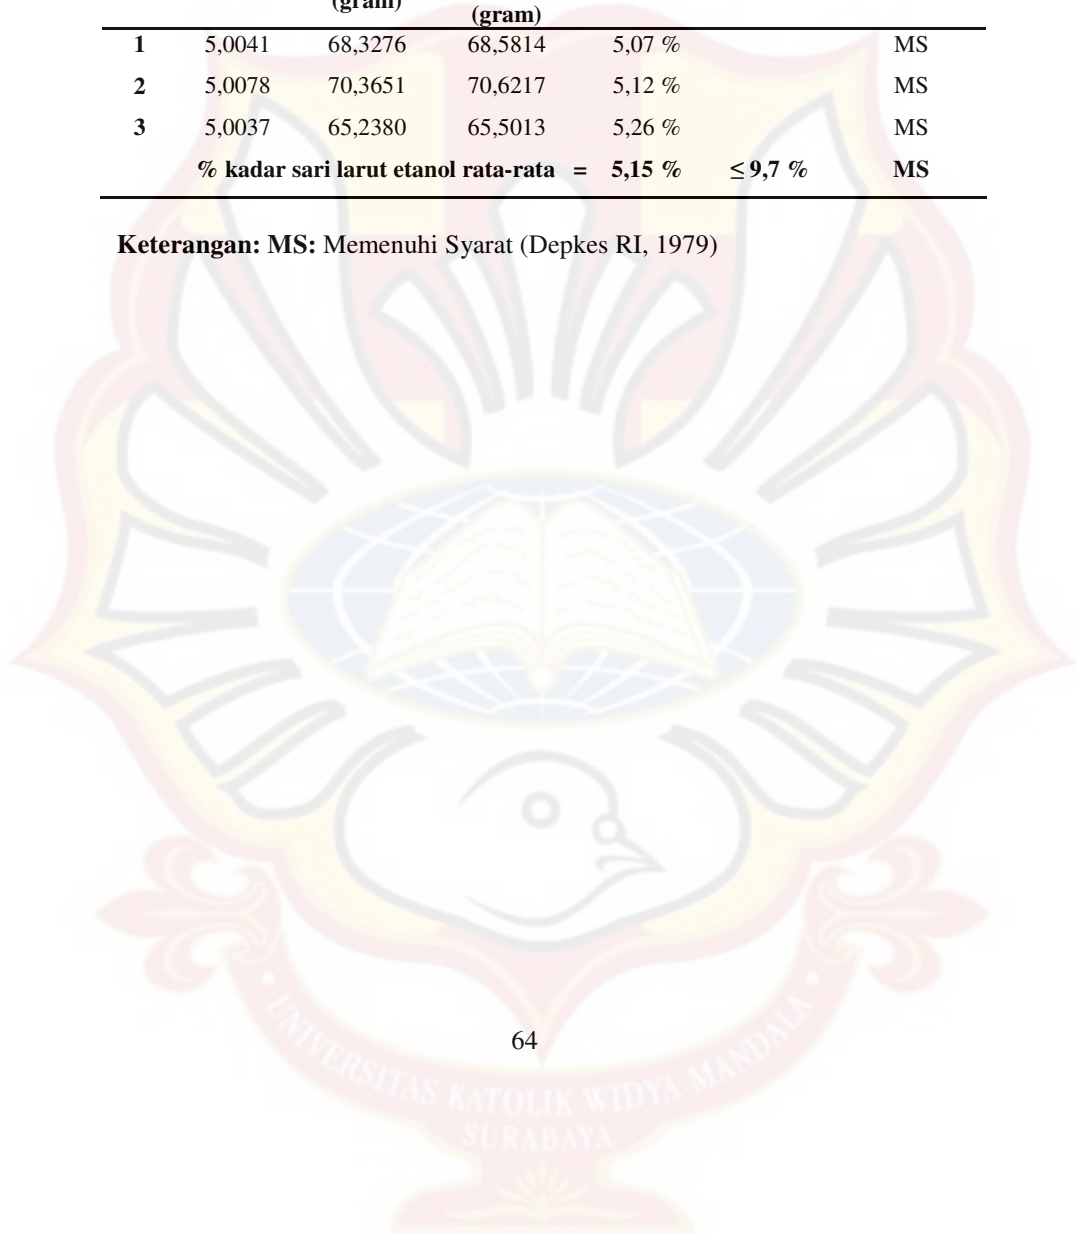 (gram)
(gram)
1 5,0041 68,3276 68,5814 5,07 % MS
2 5,0078 70,3651 70,6217 5,12 % MS
3 5,0037 65,2380 65,5013 5,26 % MS
% kadar sari larut etanol rata-rata = 5,15 % ≤ 9,7 % MS
Keterangan: MS: Memenuhi Syarat (Depkes RI, 1979)
64
UNIVERSITAS KATOLIK WIDYA MANDALA
SURABAYA